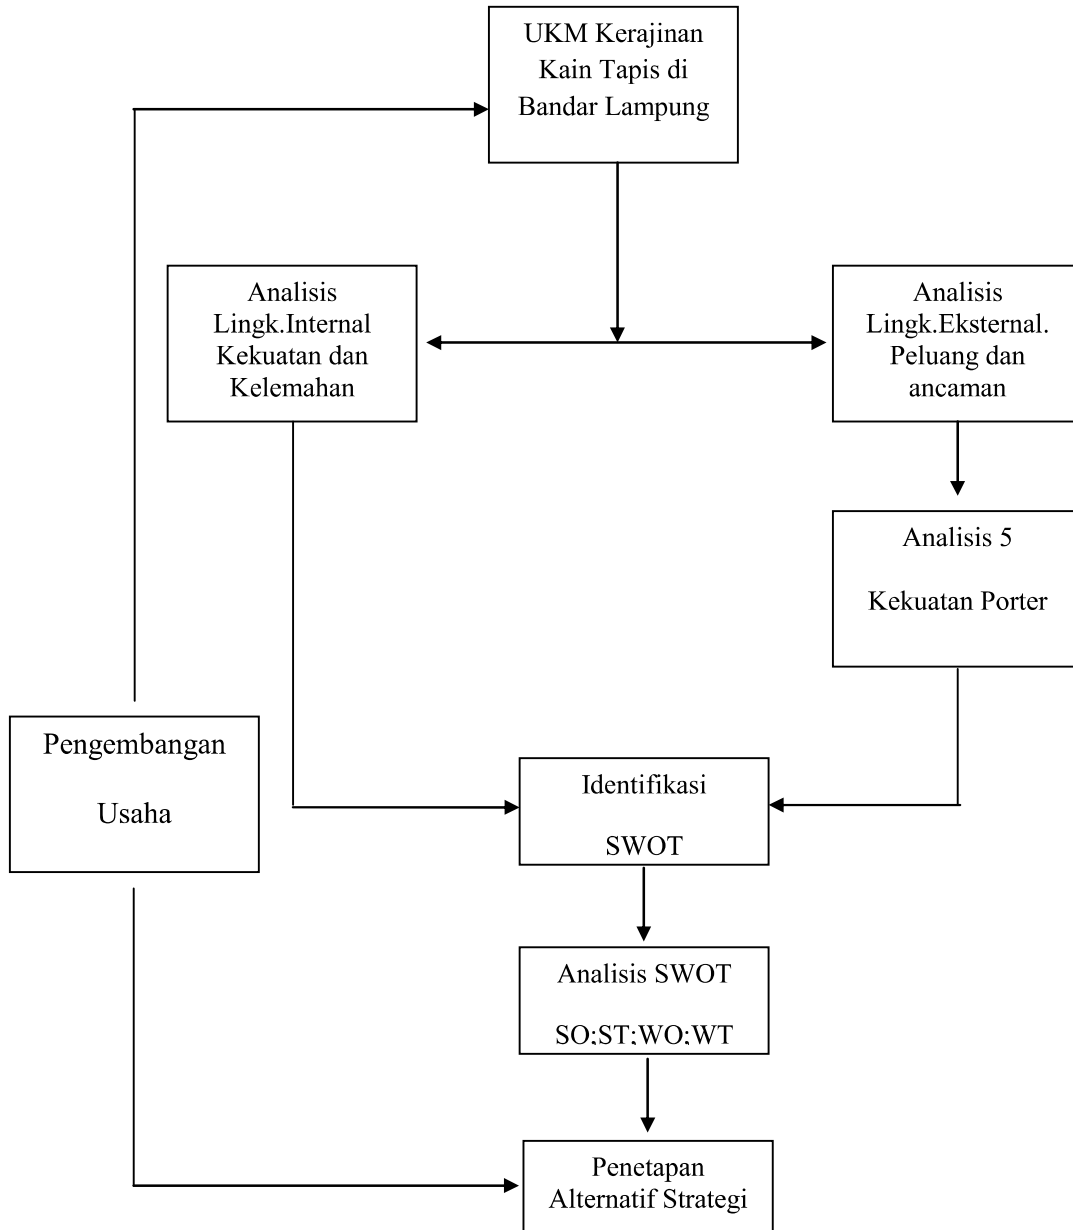 UKM Kerajinan
Kain Tapis di
Bandar Lampung
Analisis
Lingk.Internal
Kekuatan dan
Kelemahan
Analisis
Lingk.Eksternal.
Peluang dan
ancaman
Analisis 5
Kekuatan Porter
Pengembangan
Usaha
Identifikasi
SWOT
Analisis SWOT
SO;ST;WO;WT
Penetapan
Alternatif Strategi